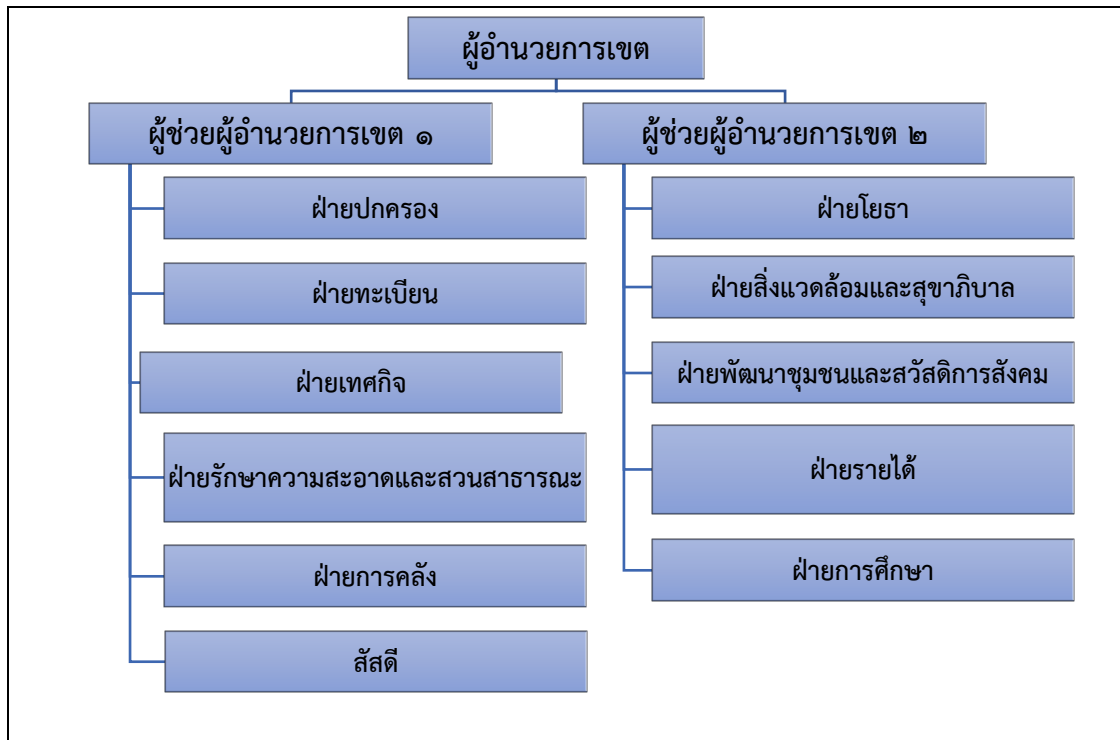 ผู้อำนวยการเขต
ผู้ช่วยผู้อำนวยการเขต ๑
ฝ่ายปกครอง
ฝ่ายทะเบียน
ฝ่ายเทศกิจ
ฝ่ายรักษาความสะอาดและสวนสาธารณะ
ฝ่ายการคลัง
สัสดี
ผู้ช่วยผู้อำนวยการเขต ๒
ฝ่ายโยธา
ฝ่ายสิ่งแวดล้อมและสุขาภิบาล
ฝ่ายพัฒนาชุมชนและสวัสดิการสังคม
ฝ่ายรายได้
ฝ่ายการศึกษา